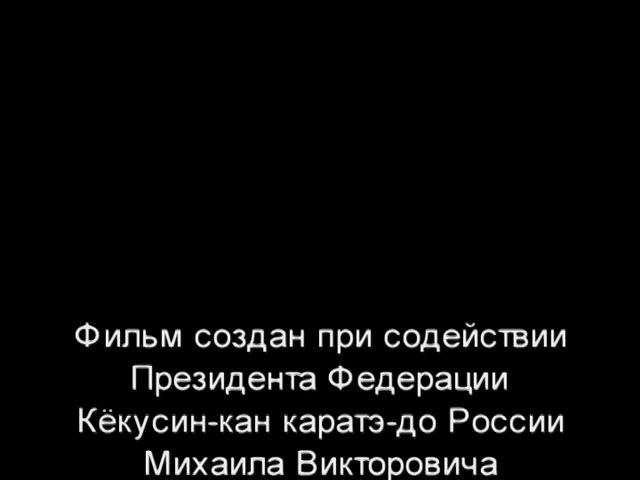 Фильм создан при содействии
Президента Федерации
Кёкусин-кан каратэ-до России
Михаила Викторовича